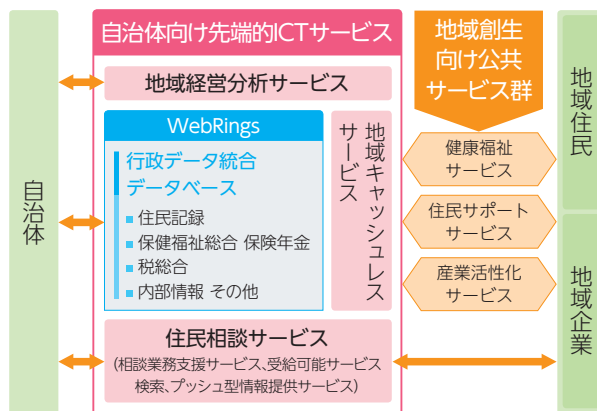 自治体
自治体向け先端的ICTサービス
地域経営分析サービス
WebRings
行政データ統合
データベース
■ 住民記録
■ 保健福祉総合 保険年金
■ 税総合
■ 内部情報 その他
地域キャッシュレス
サービス
住民相談サービス
(相談業務支援サービス、受給可能サービス
検索、プッシュ型情報提供サービス)
地域創生
向け公共
サービス群
健康福祉
サービス
住民サポート
サービス
産業活性化
サービス
地域住民
地域企業